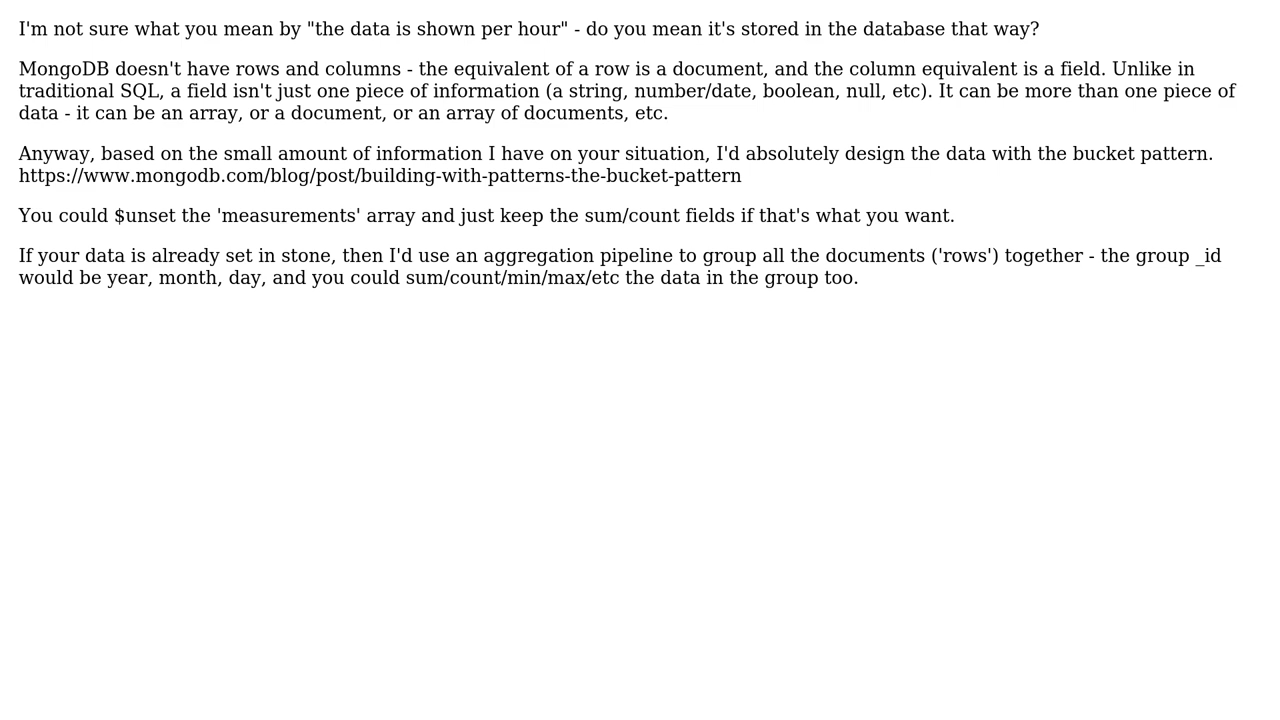 I'm not sure what you mean by "the data is shown per hour" - do you mean it's stored in the database that way?
MongoDB doesn't have rows and columns - the equivalent of a row is a document, and the column equivalent is a field. Unlike in
traditional SQL, a field isn't just one piece of information (a string, number/date, boolean, null, etc). It can be more than one piece of
data - it can be an array, or a document, or an array of documents, etc.
Anyway, based on the small amount of information I have on your situation, I'd absolutely design the data with the bucket pattern.
https://www.mongodb.com/blog/post/building-with-patterns-the-bucket-pattern
You could $unset the 'measurements' array and just keep the sum/count fields if that's what you want.
If your data is already set in stone, then I'd use an aggregation pipeline to group all the documents ('rows') together - the group _id
would be year, month, day, and you could sum/count/min/max/etc the data in the group too.